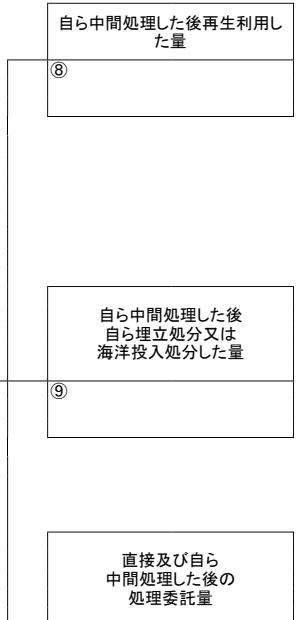 自ら中間処理した後再生利用し
た量
⑧
自ら中間処理した後
自ら埋立処分又は
海洋投入処分した量
⑨
直接及び自ら
中間処理した後の
処理委託量